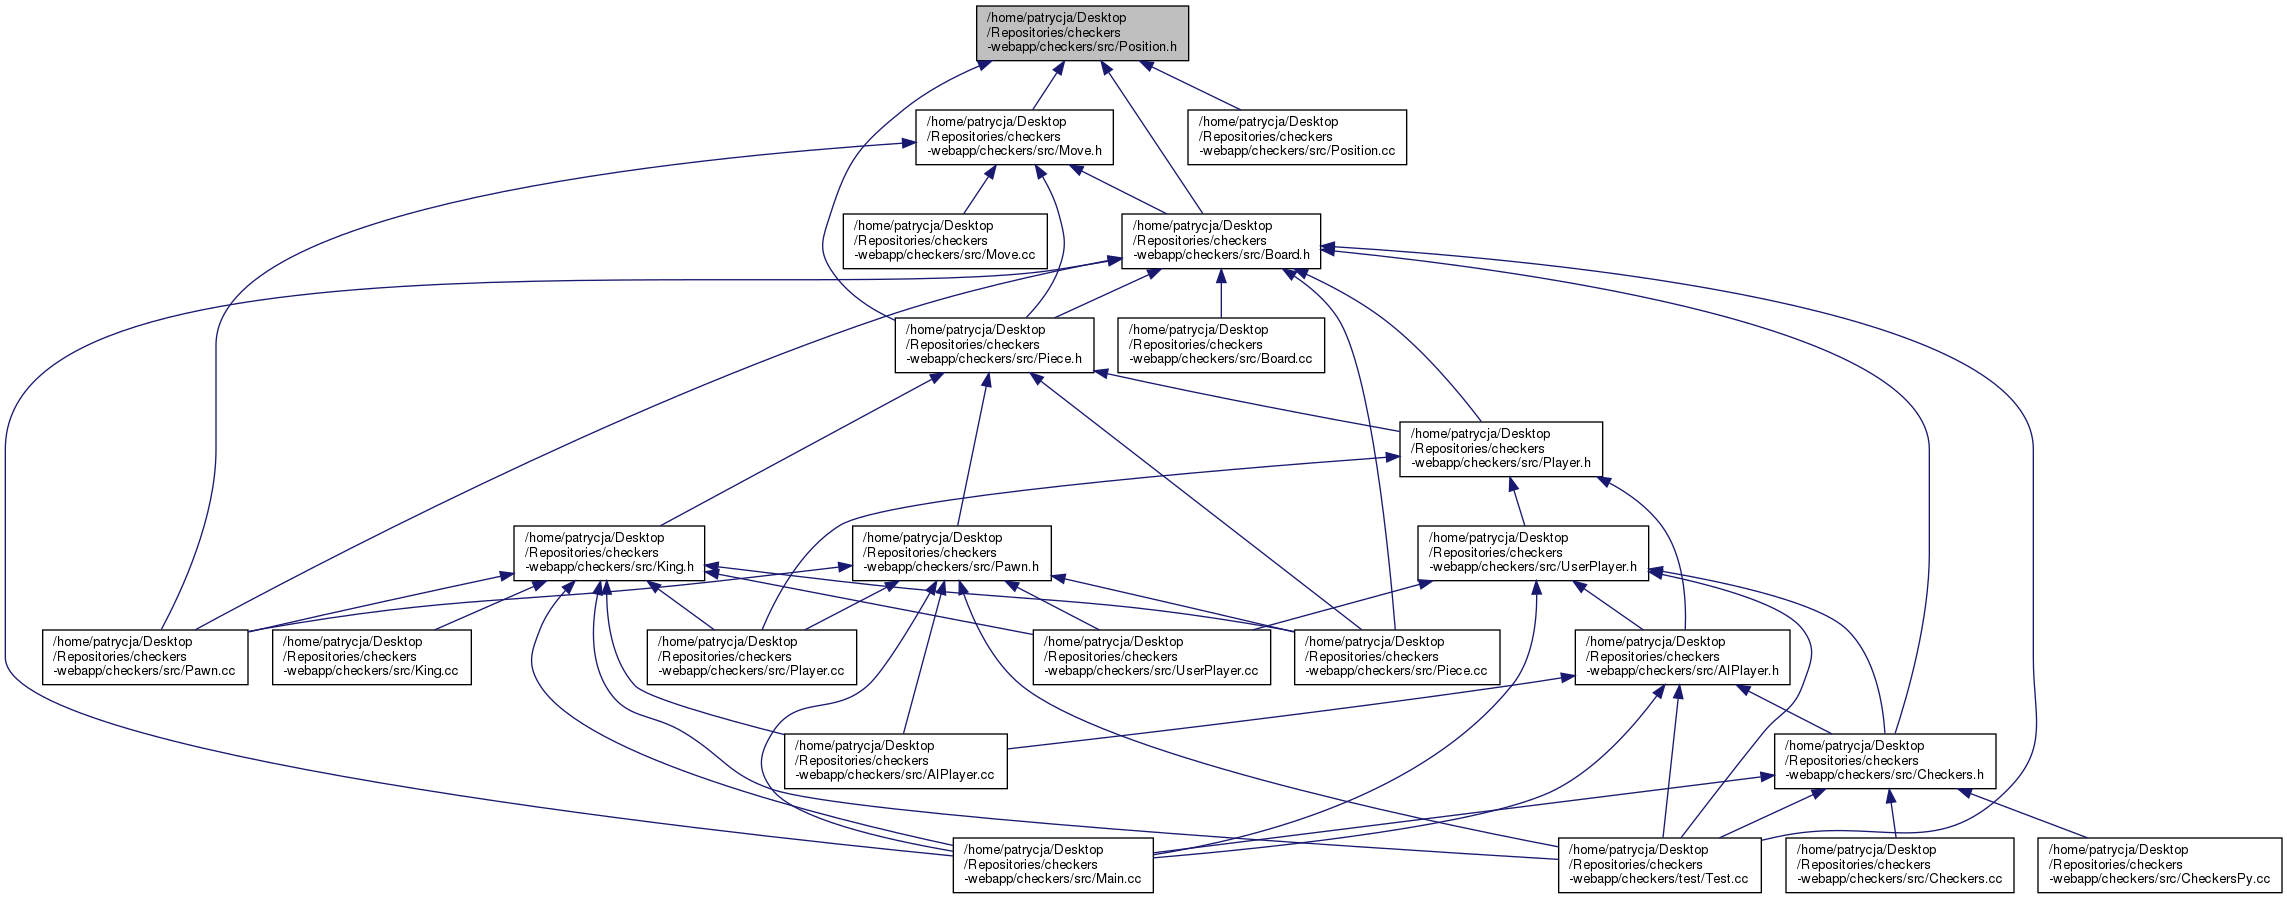 /home/patrycja/Desktop
/Repositories/checkers
-webapp/checkers/src/Position.h
/home/patrycja/Desktop
/Repositories/checkers
-webapp/checkers/src/Move.h
/home/patrycja/Desktop
/Repositories/checkers
-webapp/checkers/src/Position.cc
/home/patrycja/Desktop
/Repositories/checkers
-webapp/checkers/src/Move.cc
/home/patrycja/Desktop
/Repositories/checkers
-webapp/checkers/src/Board.h
/home/patrycja/Desktop
/Repositories/checkers
-webapp/checkers/src/Piece.h
/home/patrycja/Desktop
/Repositories/checkers
-webapp/checkers/src/Board.cc
/home/patrycja/Desktop
/Repositories/checkers
-webapp/checkers/src/Player.h
/home/patrycja/Desktop
/Repositories/checkers
-webapp/checkers/src/King.h
/home/patrycja/Desktop
/Repositories/checkers
-webapp/checkers/src/Pawn.h
/home/patrycja/Desktop
/Repositories/checkers
-webapp/checkers/src/UserPlayer.h
/home/patrycja/Desktop
/Repositories/checkers
-webapp/checkers/src/Pawn.cc
/home/patrycja/Desktop
/Repositories/checkers
-webapp/checkers/src/King.cc
/home/patrycja/Desktop
/Repositories/checkers
-webapp/checkers/src/Player.cc
/home/patrycja/Desktop
/Repositories/checkers
-webapp/checkers/src/UserPlayer.cc
/home/patrycja/Desktop
/Repositories/checkers
-webapp/checkers/src/Piece.cc
/home/patrycja/Desktop
/Repositories/checkers
-webapp/checkers/src/AIPlayer.h
/home/patrycja/Desktop
/Repositories/checkers
-webapp/checkers/src/AIPlayer.cc
/home/patrycja/Desktop
/Repositories/checkers
-webapp/checkers/src/Checkers.h
/home/patrycja/Desktop
/Repositories/checkers
-webapp/checkers/src/Main.cc
/home/patrycja/Desktop
/Repositories/checkers
-webapp/checkers/test/Test.cc
/home/patrycja/Desktop
/Repositories/checkers
-webapp/checkers/src/Checkers.cc
/home/patrycja/Desktop
/Repositories/checkers
-webapp/checkers/src/CheckersPy.cc